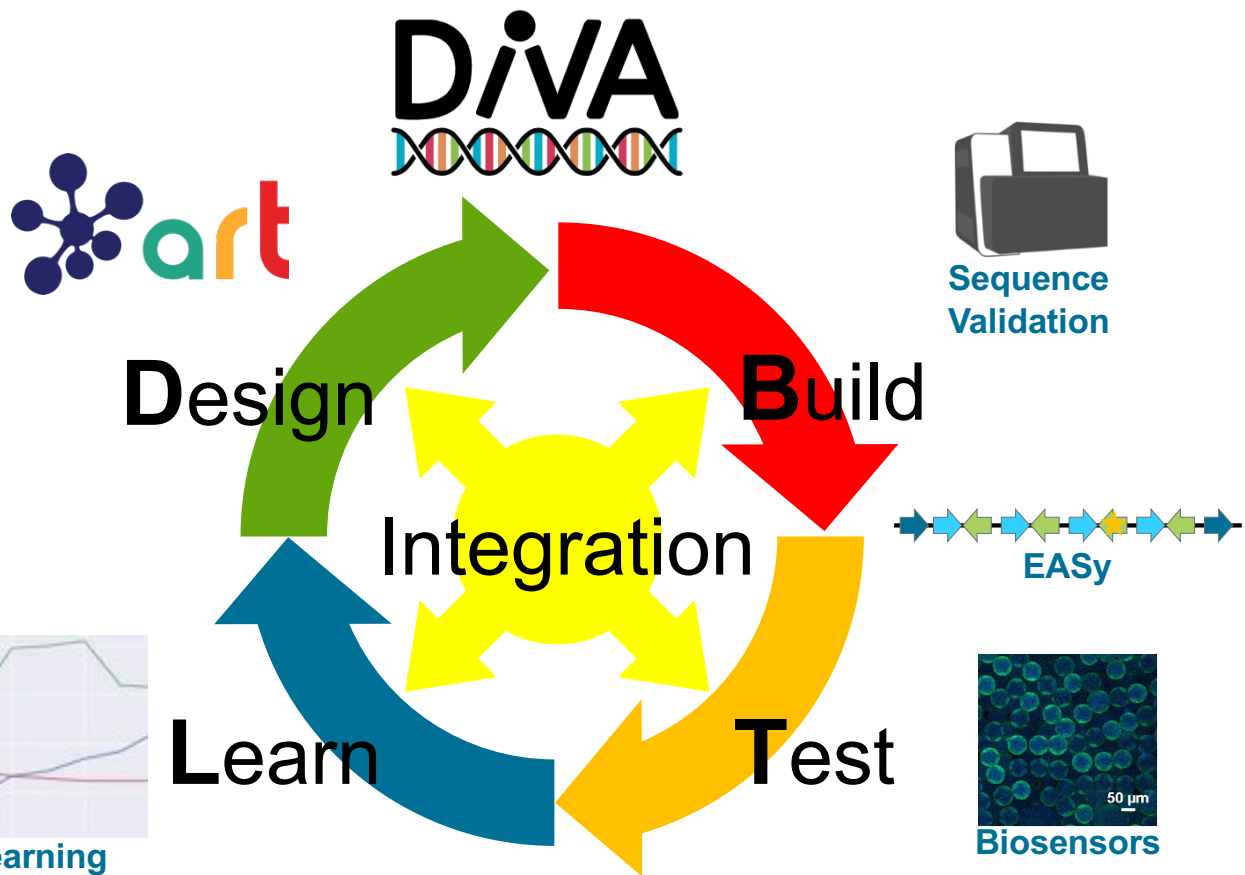 DiVA
art
Sequence
Validation
Design
Build
Integration
EASy
Learn
Test
50 µm
Biosensors
earning